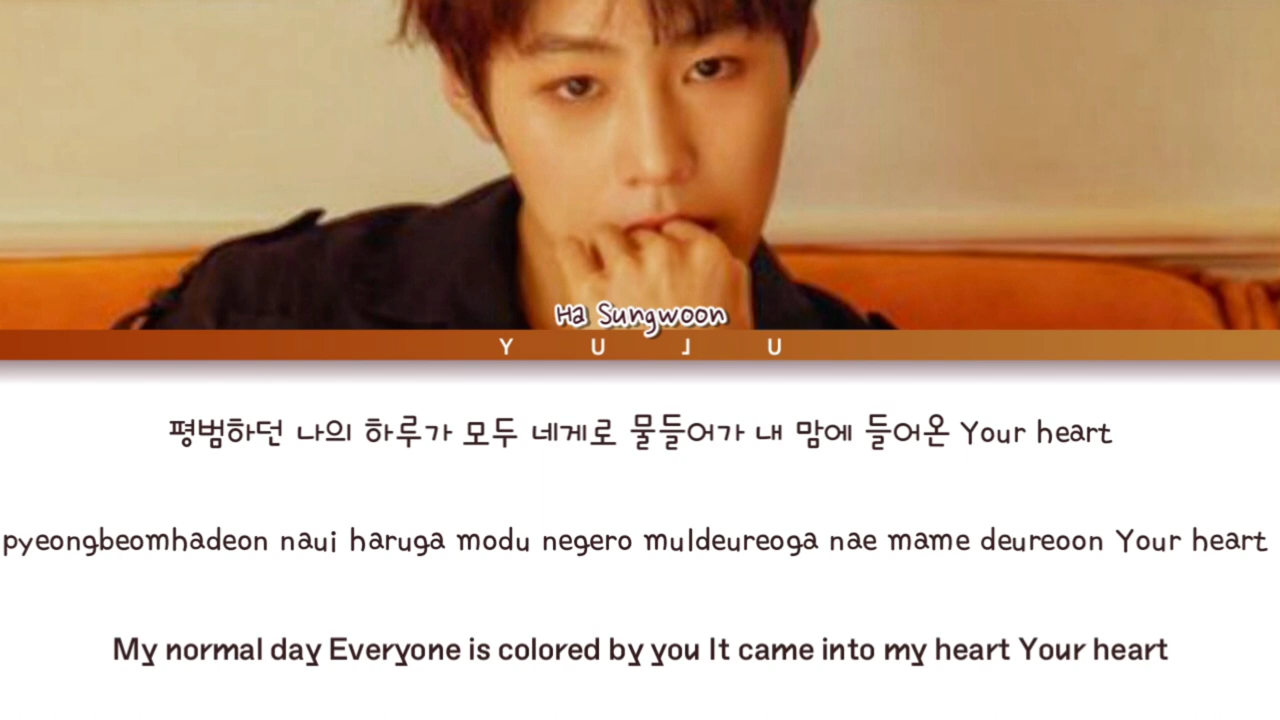 Ha Sungwoon
Y U J U
평범하던 나의 하루가 모두 네게로 물들어가 내 맘에 들어온 Your heart
pyeongbeomhadeon naui haruga modu negero muldeureoga nae mame deureoon Your heart
My normal day Everyone is colored by you It came into my heart Your heart